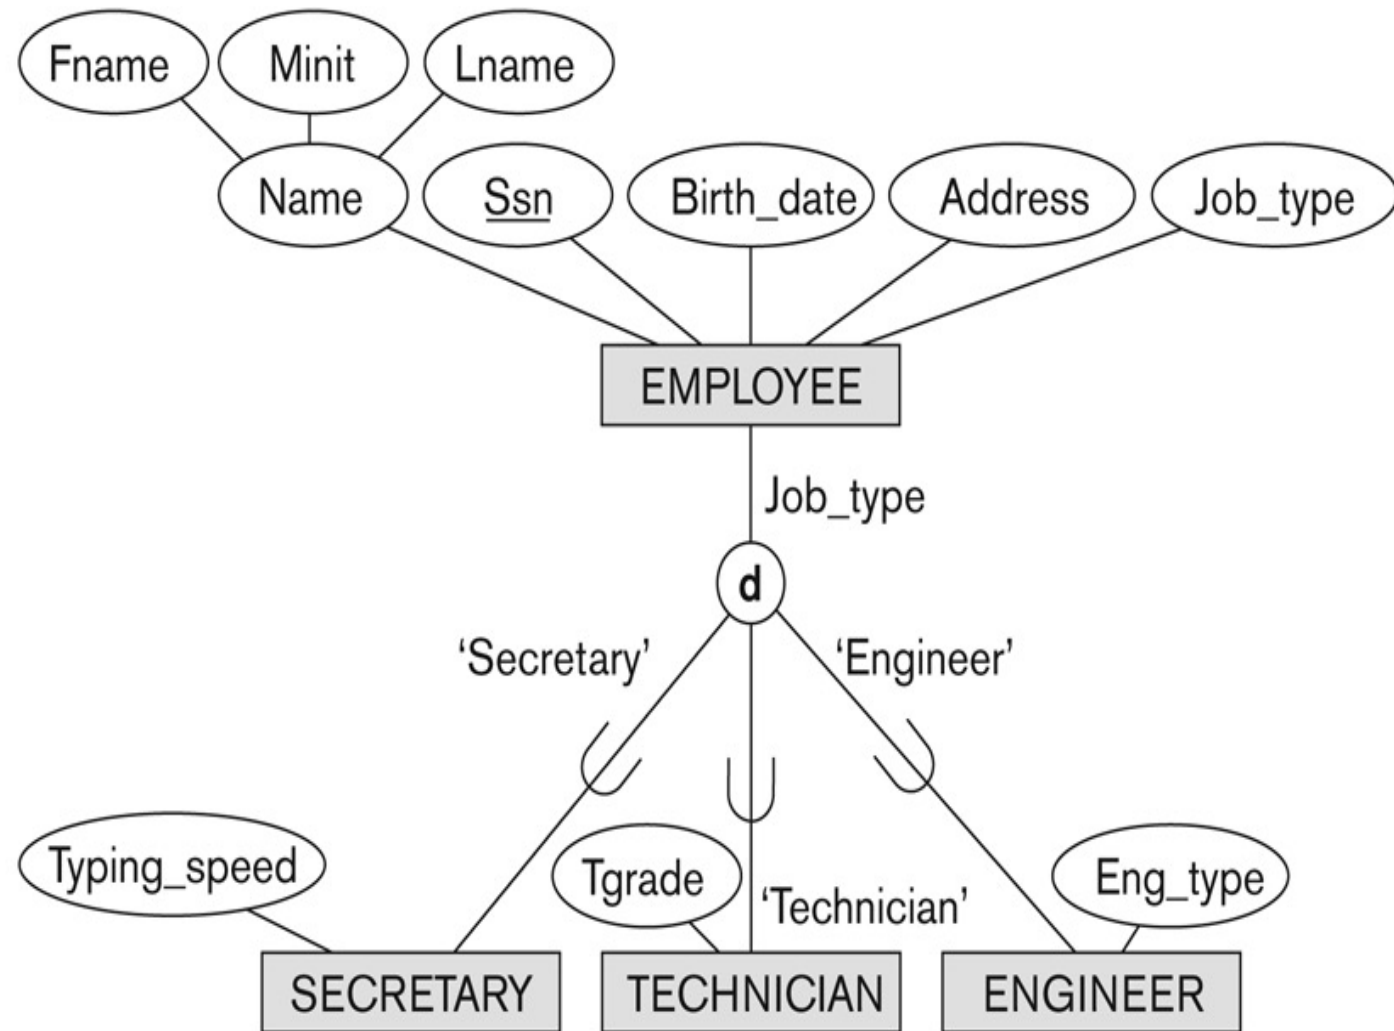 Fname Minit Lname
Name Ssn Birth_date Address Job_type
EMPLOYEE
Job_type
d
‘Secretary’ ‘Engineer’
Typing_speed Tgrade Eng_type
‘Technician’
SECRETARY TECHNICIAN ENGINEER